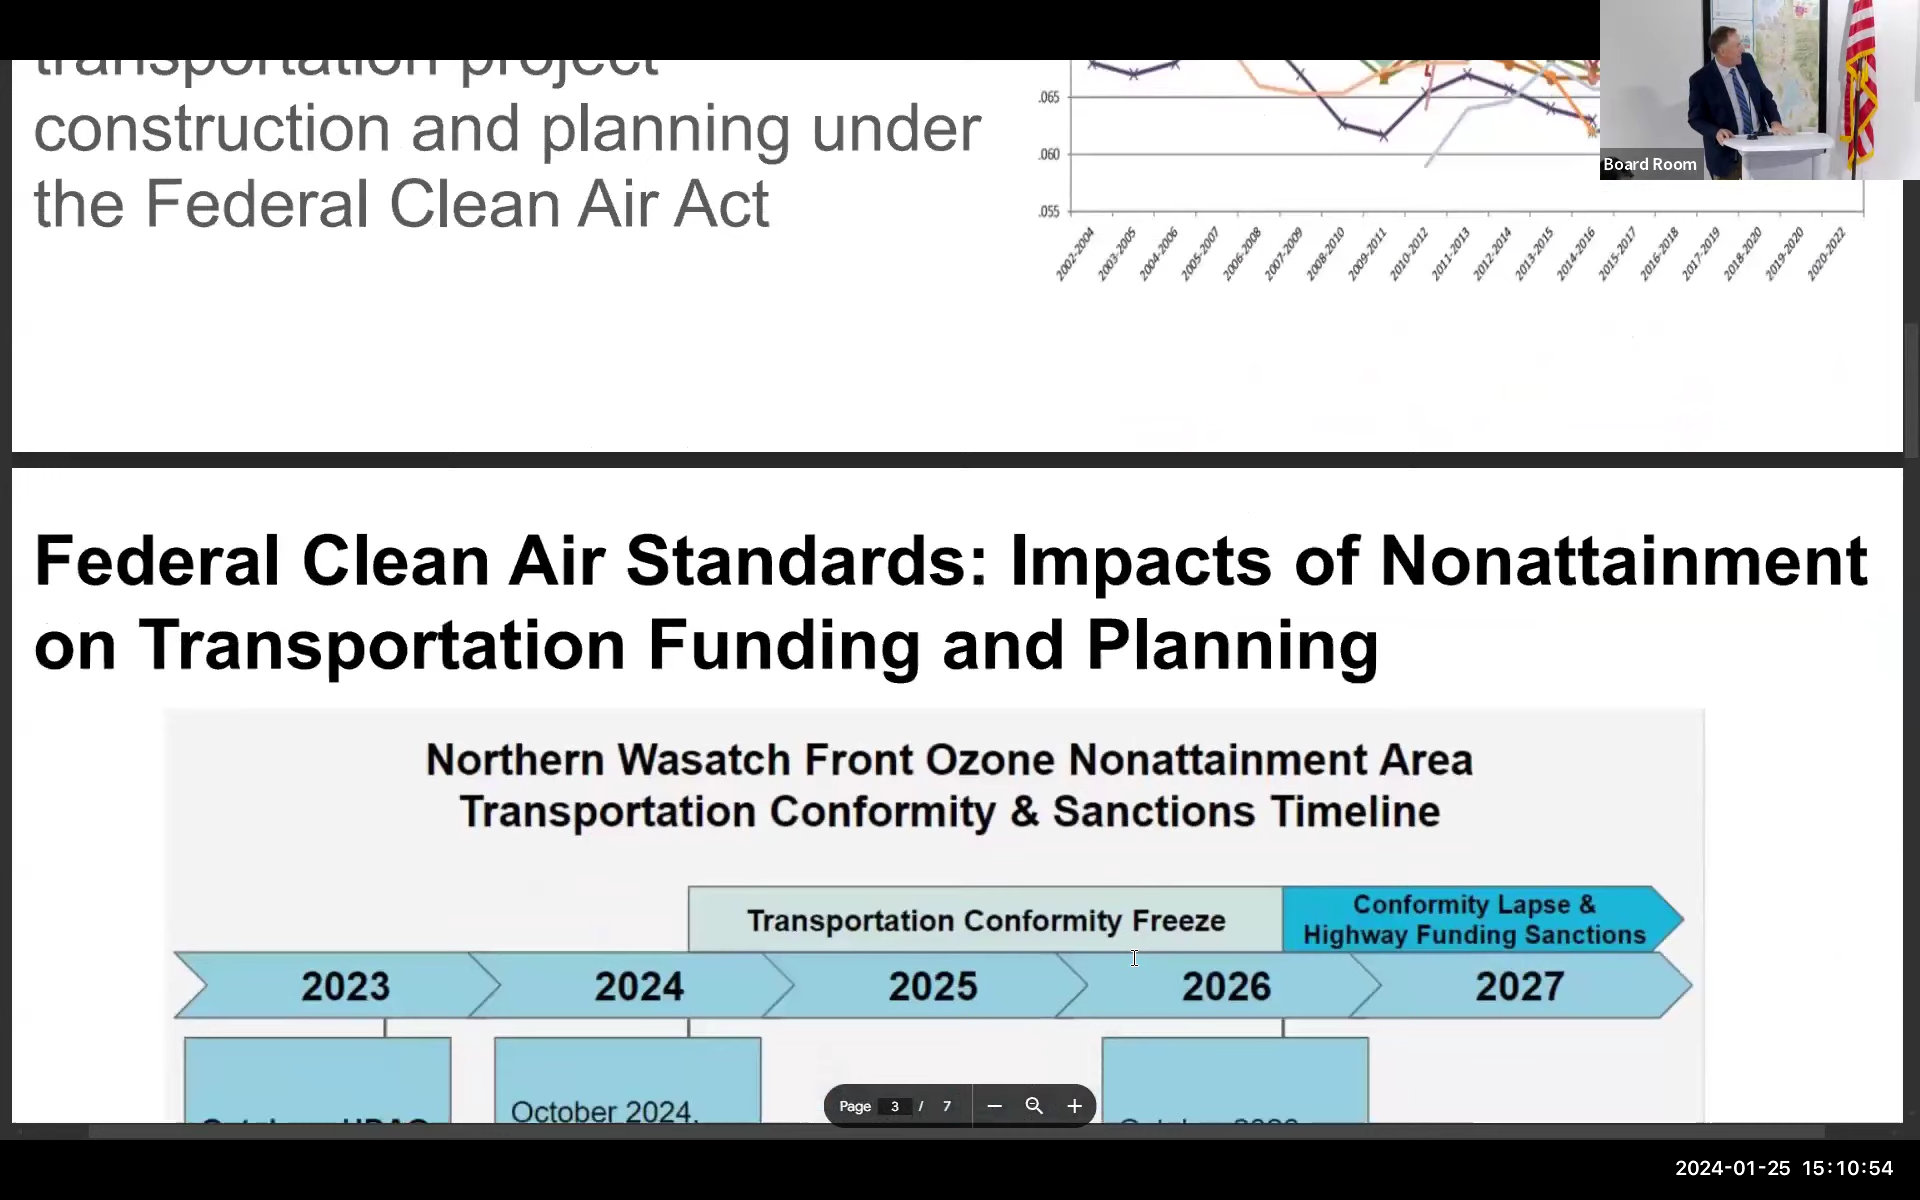 transportation project
construction and planning under
the Federal Clean Air Act
.065
.060
.055
2002-2004
2003-2005
2004-2006
2005-2007
2006-2008
2007-2009
2008-2010
2009-2011
2010-2012
2011-2013
2012-2014
2013-2015
2014-2016
2015-2017
2016-2018
2017-2019
2018-2020
2019-2020
2020-2022
Board Room
Federal Clean Air Standards: Impacts of Nonattainment
on Transportation Funding and Planning
Northern Wasatch Front Ozone Nonattainment Area
Transportation Conformity & Sanctions Timeline
Transportation Conformity Freeze
Conformity Lapse &
Highway Funding Sanctions
2023
2024
2025
2026
2027
October 2024,
Page 3 / 7
2024-01-25 15:10:54